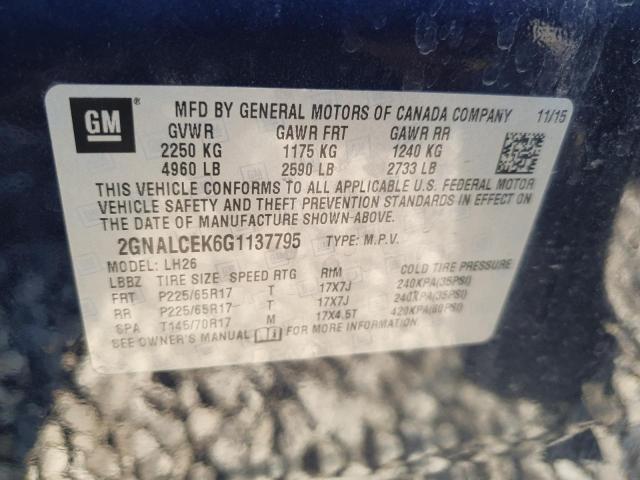 GM ® MFD BY GENERAL MOTORS OF CANADA COMPANY 11/15
GVWR GAWR FRT GAWR RR
2250 KG 1175 KG 1240 KG
4960 LB 2590 LB 2733 LB
THIS VEHICLE CONFORMS TO ALL APPLICABLE U.S. FEDERAL MOTOR
VEHICLE SAFETY AND THEFT PREVENTION STANDARDS IN EFFECT ON
THE DATE OF MANUFACTURE SHOWN ABOVE.
2GNALCEK6G1137795 TYPE: M.P.V.
MODEL: LH26
LBBZ TIRE SIZE SPEED RTG RIM COLD TIRE PRESSURE
FRT P225/65R17 T 17X7J 240KPA(35PSI)
RR P225/65R17 T 17X7J 240KPA(35PSI)
SPA T145/70R17 M 17X4.5T 420KPA(60PSI)
SEE OWNER'S MANUAL FOR MORE INFORMATION.